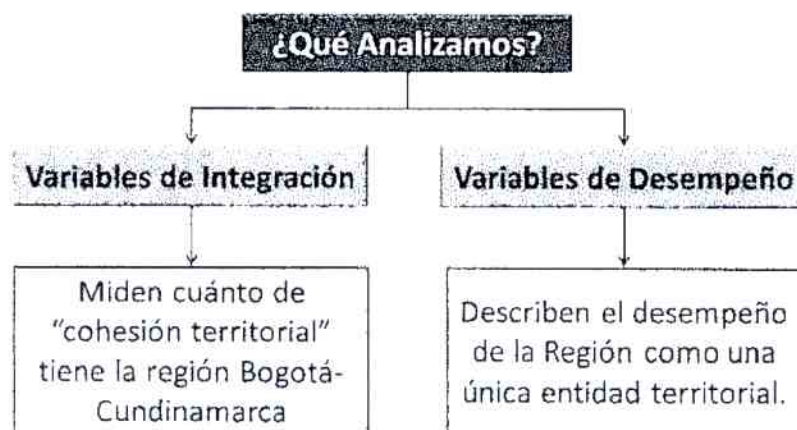 ¿Qué Analizamos?
Variables de Integración
Variables de Desempeño
Miden cuánto de
“cohesión territorial”
tiene la región Bogotá-
Cundinamarca
Describen el desempeño
de la Región como una
única entidad territorial.